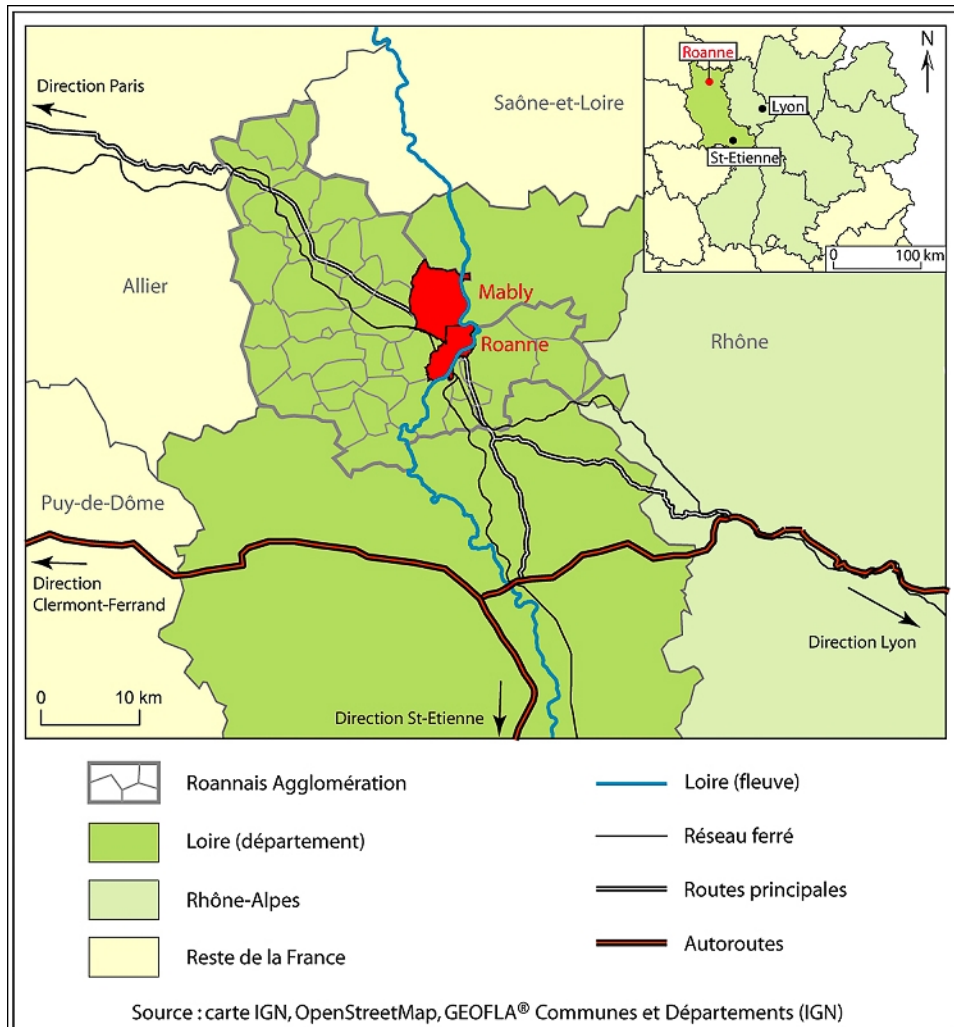 Direction Paris
Saône-et-Loire
Roanne
N
Lyon
St-Etienne
0 100 km
Allier
Mably
Roanne
Rhône
Puy-de-Dôme
Direction
Clermont-Ferrand
Direction Lyon
0 10 km
Direction St-Etienne
Roannais Agglomération
Loire (département)
Rhône-Alpes
Reste de la France
Loire (fleuve)
Réseau ferré
Routes principales
Autoroutes
Source : carte IGN, OpenStreetMap, GEOFLA® Communes et Départements (IGN)